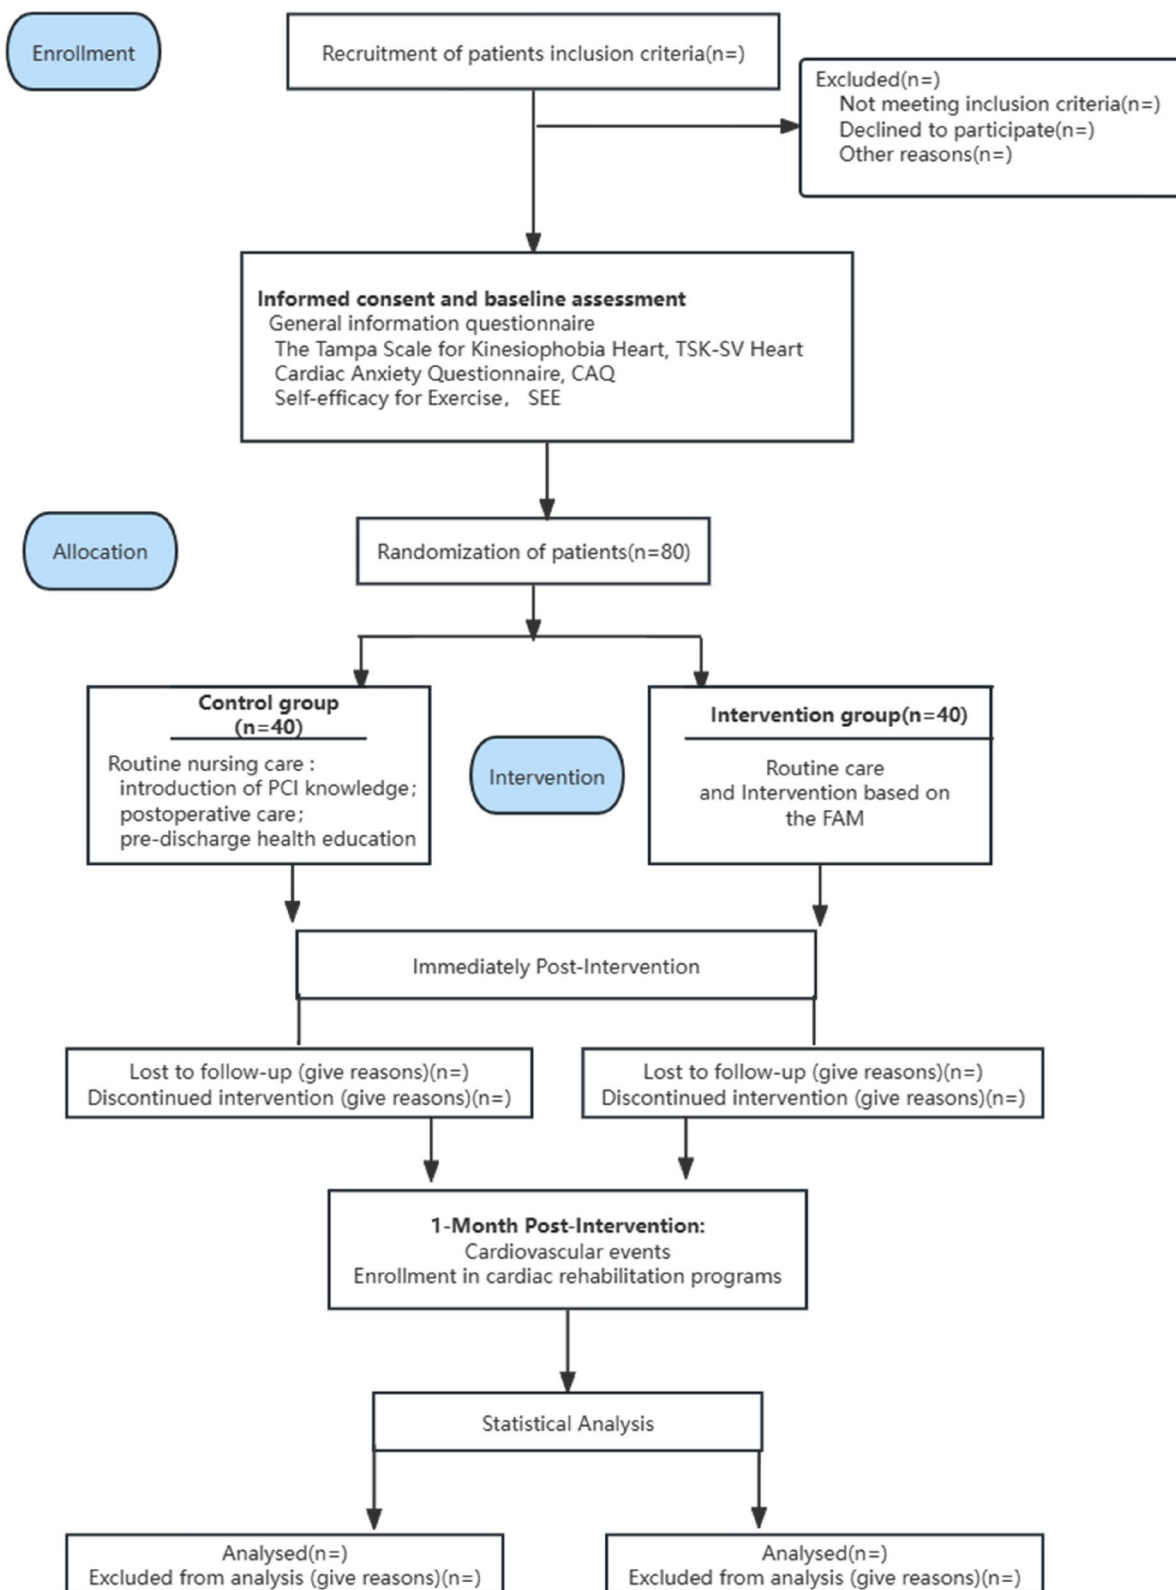 Enrollment
Recruitment of patients inclusion criteria(n=)
Excluded(n=)
Not meeting inclusion criteria(n=)
Declined to participate(n=)
Other reasons(n=)
Informed consent and baseline assessment
General information questionnaire
The Tampa Scale for Kinesiophobia Heart, TSK-SV Heart
Cardiac Anxiety Questionnaire, CAQ
Self-efficacy for Exercise， SEE
Allocation
Randomization of patients(n=80)
Control group
(n=40)
Routine nursing care :
introduction of PCI knowledge；
postoperative care；
pre-discharge health education
Intervention
Intervention group(n=40)
Routine care
and Intervention based on
the FAM
Immediately Post-Intervention
Lost to follow-up (give reasons)(n=)
Discontinued intervention (give reasons)(n=)
Lost to follow-up (give reasons)(n=)
Discontinued intervention (give reasons)(n=)
1-Month Post-Intervention:
Cardiovascular events
Enrollment in cardiac rehabilitation programs
Statistical Analysis
Analysed(n=)
Excluded from analysis (give reasons)(n=)
Analysed(n=)
Excluded from analysis (give reasons)(n=)